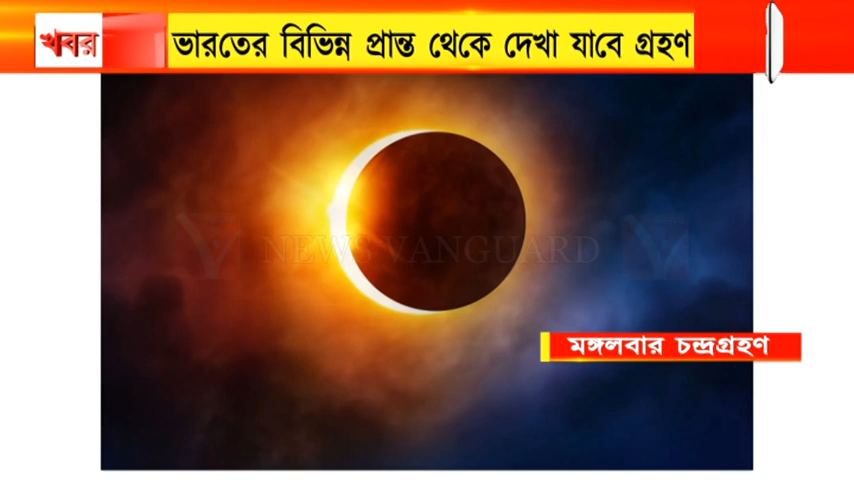 খবর
ভারতের বিভিন্ন প্রান্ত থেকে দেখা যাবে গ্রহণ
NEWS VANGUARD
মঙ্গলবার চন্দ্রগ্রহণ